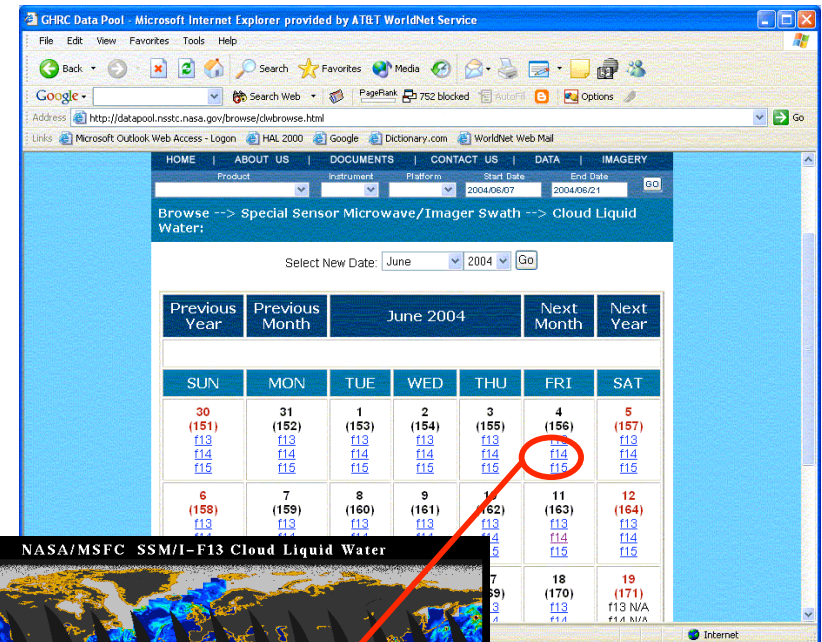 GHRC Data Pool - Microsoft Internet Explorer provided by AT&T WorldNet Service
File Edit View Favorites Tools Help
Back Search Favorites Media
Google Search Web PageRank 752 blocked AutoFill Options
Address http://datapool.nsstc.nasa.gov/browse/clwbrowse.html Go
Links Microsoft Outlook Web Access - Logon HAL 2000 Google Dictionary.com WorldNet Web Mail
HOME | ABOUT US | DOCUMENTS | CONTACT US | DATA | IMAGERY
Product Instrument Platform Start Date End Date
2004/06/07 2004/06/21 GO
Browse --> Special Sensor Microwave/Imager Swath --> Cloud Liquid
Water:
Select New Date: June 2004 Go
Previous Year Previous Month June 2004 Next Month Next Year
SUN MON TUE WED THU FRI SAT
30 31 1 2 3 4 5
(151) (152) (153) (154) (155) (156) (157)
f13 f13 f13 f13 f13 f13 f13
f14 f14 f14 f14 f14 f14 f14
f15 f15 f15 f15 f15 f15 f15
6 7 8 9 10 11 12
(158) (159) (160) (161) (162) (163) (164)
f13 f13 f13 f13 f13 f13 f13
f14 f14 f14 f14 f14 f14 f14
f15 f15
18 19
(170) (171)
f13 f13 N/A
f14 f14 N/A
NASA/MSFC SSM/I-F13 Cloud Liquid Water
Internet